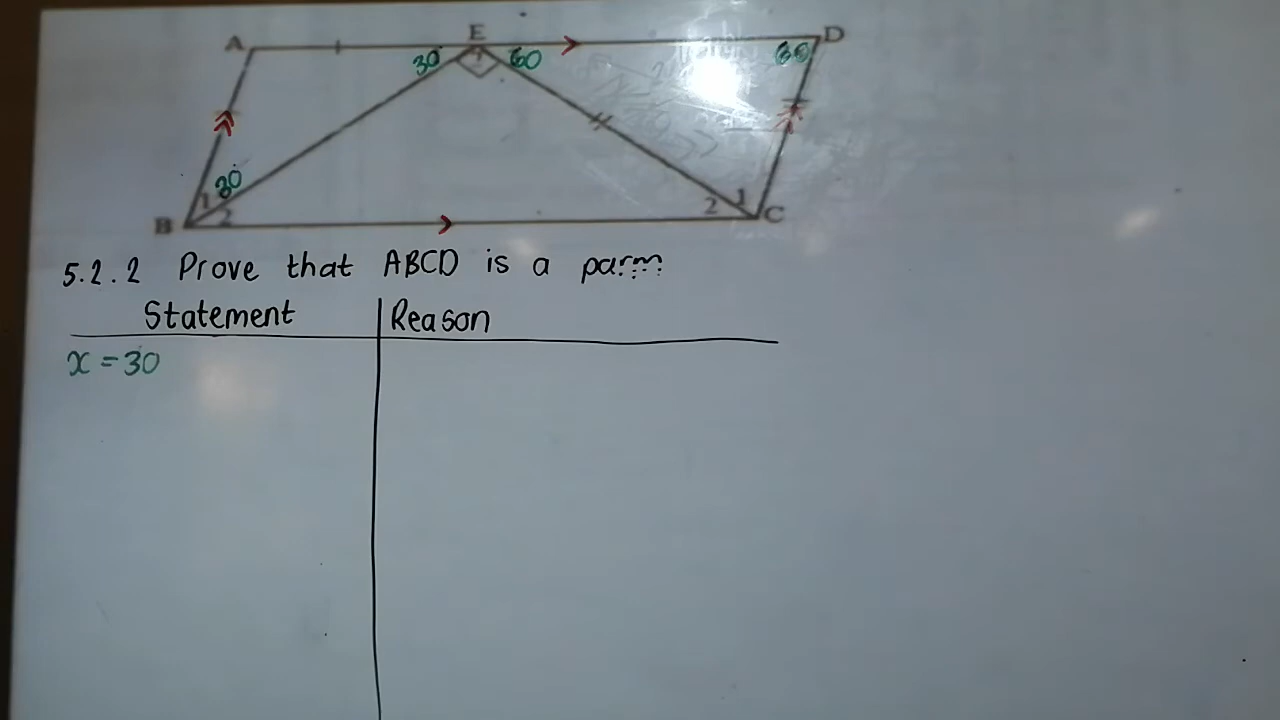 A E D
30 1 60 60
30
1
B 2 2 1 C
5.2.2 Prove that ABCD is a parm
Statement Reason
x = 30